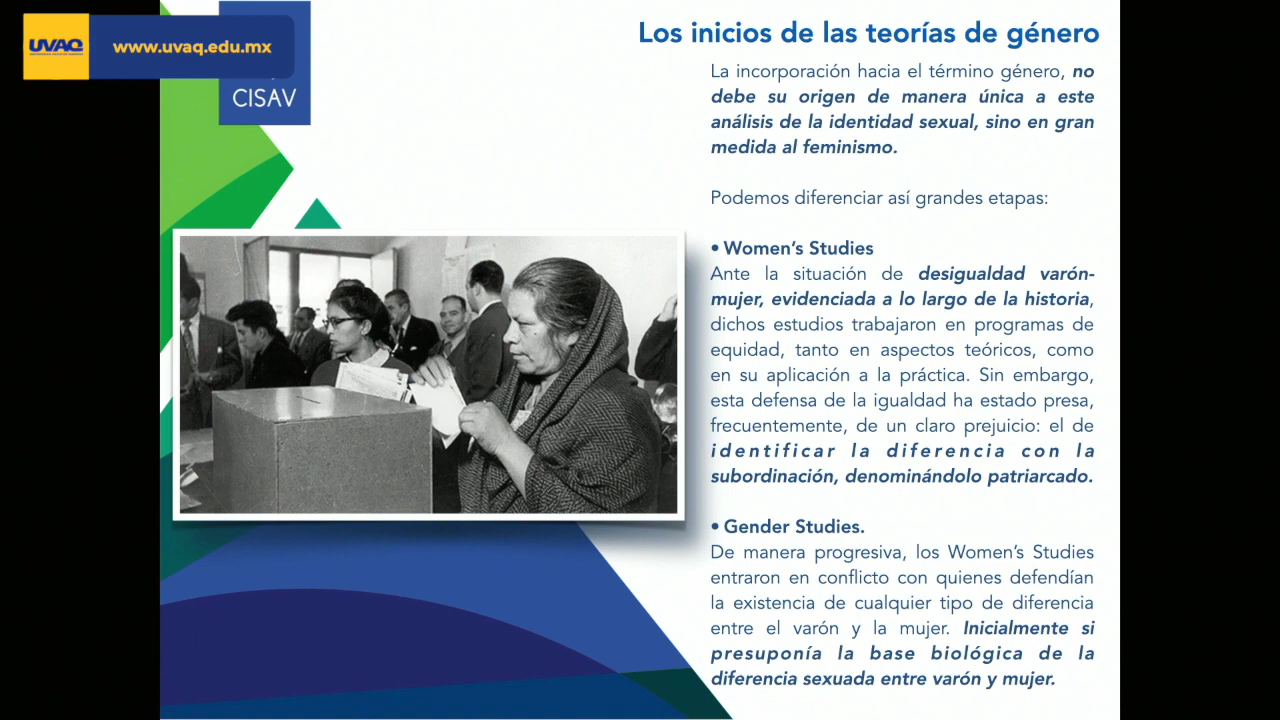 UVAQ
www.uvaq.edu.mx
CISAV
Los inicios de las teorías de género
La incorporación hacia el término género, no
debe su origen de manera única a este
análisis de la identidad sexual, sino en gran
medida al feminismo.
Podemos diferenciar así grandes etapas:
• Women's Studies
Ante la situación de desigualdad varón-
mujer, evidenciada a lo largo de la historia,
dichos estudios trabajaron en programas de
equidad, tanto en aspectos teóricos, como
en su aplicación a la práctica. Sin embargo,
esta defensa de la igualdad ha estado presa,
frecuentemente, de un claro prejuicio: el de
identificar la diferencia con la
subordinación, denominándolo patriarcado.
• Gender Studies.
De manera progresiva, los Women's Studies
entraron en conflicto con quienes defendían
la existencia de cualquier tipo de diferencia
entre el varón y la mujer. Inicialmente si
presuponía la base biológica de la
diferencia sexuada entre varón y mujer.